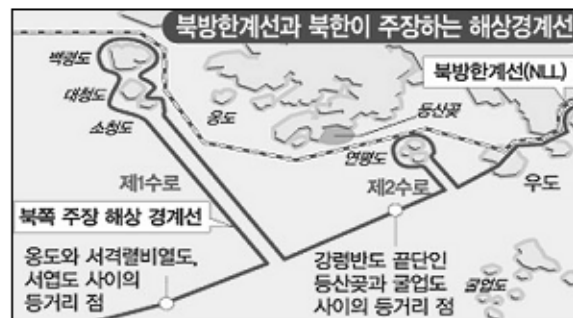 북방한계선과 북한이 주장하는 해상경계선
백령도
북방한계선(NLL)
대청도
옹도
등산곶
소청도
연평도
제1수로
제2수로
우도
북쪽 주장 해상 경계선
옹도와 서격렬비열도,
서엽도 사이의
등거리 점
강령반도 끝단인
등산곶과 굴업도
사이의 등거리 점
굴업도